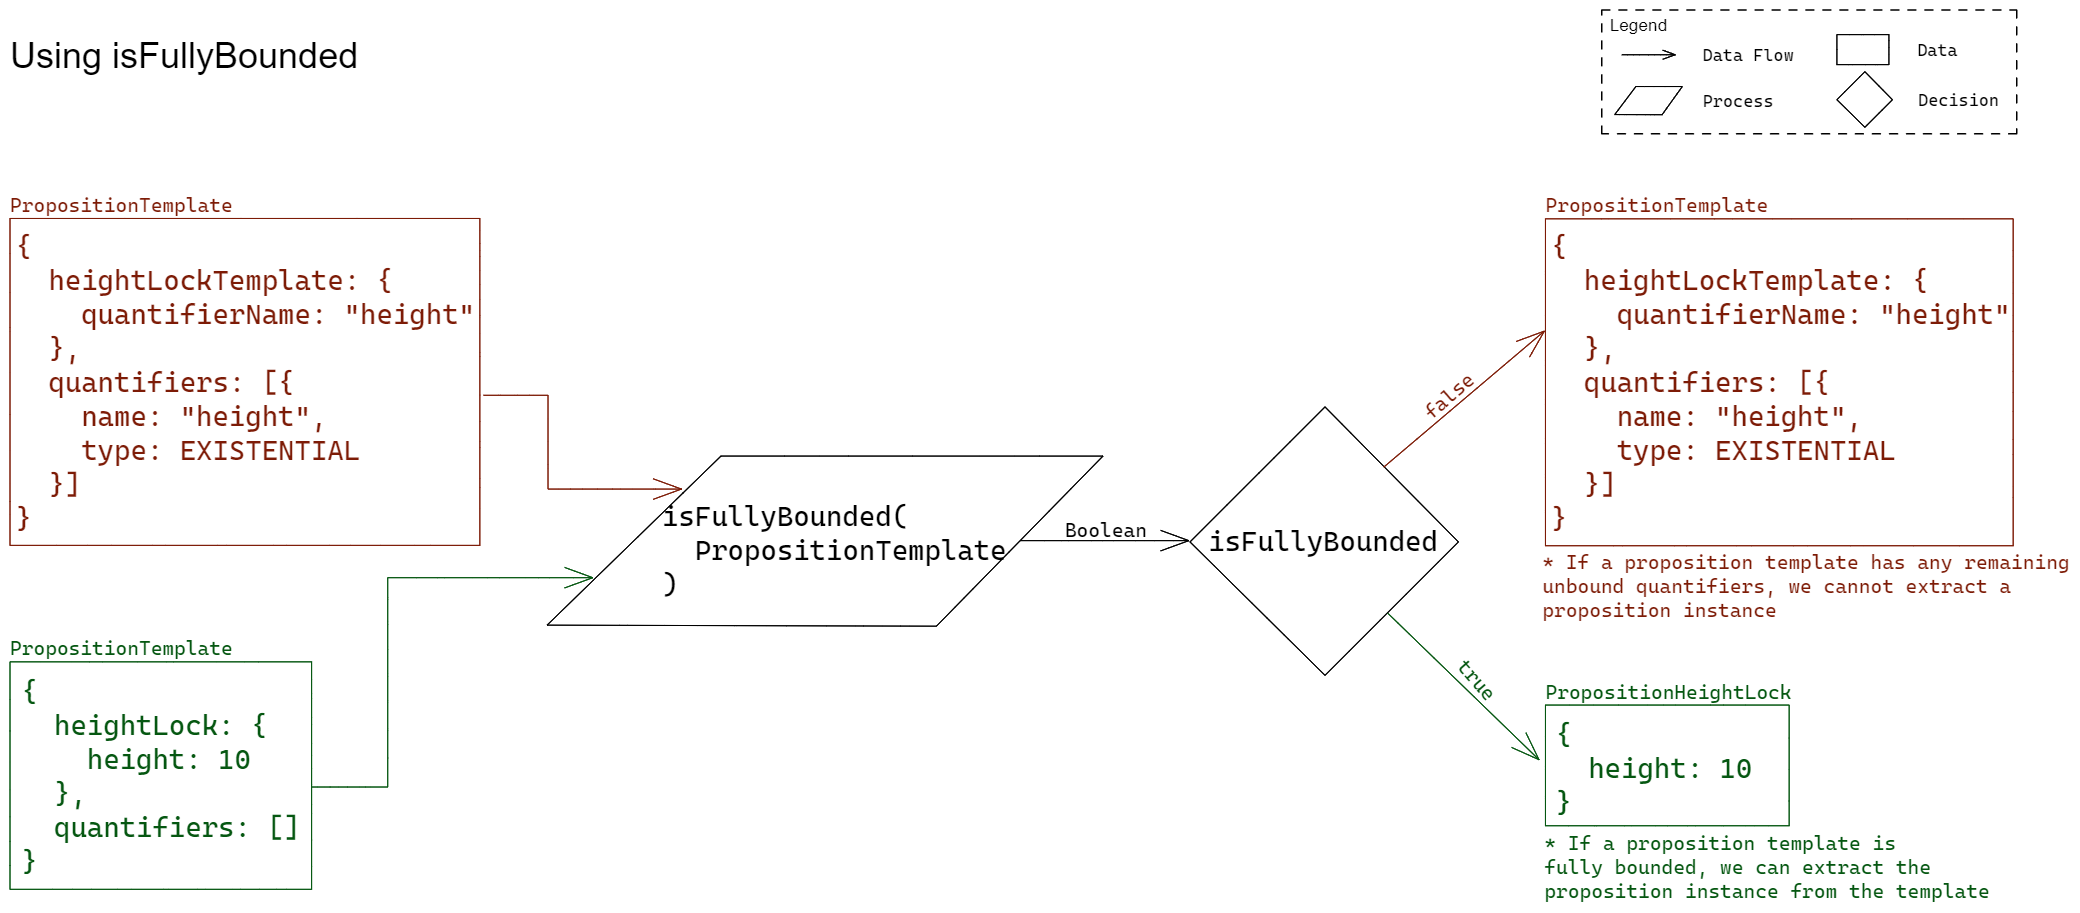 Using isFullyBounded
Legend
Data Flow
Data
Process
Decision
PropositionTemplate
{
  heightLockTemplate: {
    quantifierName: "height"
  },
  quantifiers: [{
    name: "height",
    type: EXISTENTIAL
  }]
}
PropositionTemplate
{
  heightLock: {
    height: 10
  },
  quantifiers: []
}
isFullyBounded(
  PropositionTemplate
)
Boolean
isFullyBounded
false
true
PropositionTemplate
{
  heightLockTemplate: {
    quantifierName: "height"
  },
  quantifiers: [{
    name: "height",
    type: EXISTENTIAL
  }]
}
* If a proposition template has any remaining
unbound quantifiers, we cannot extract a
proposition instance
PropositionHeightLock
{
  height: 10
}
* If a proposition template is
fully bounded, we can extract the
proposition instance from the template